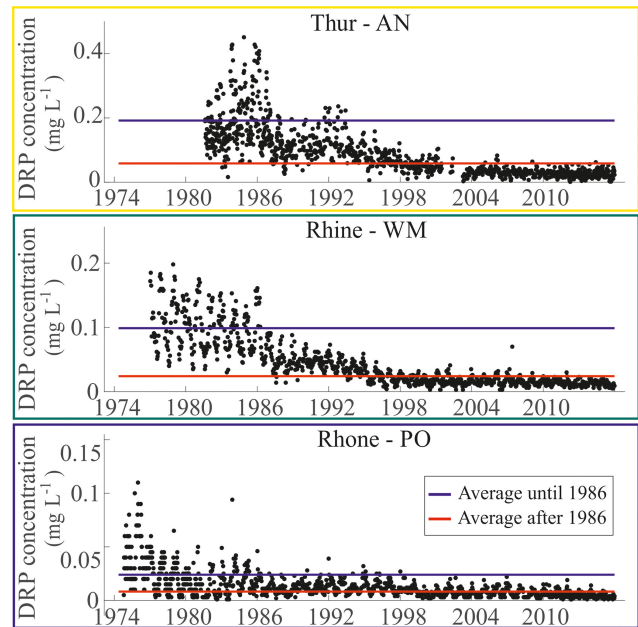 Thur - AN
DRP concentration
(mg L-1)
0.4
0.2
0
1974 1980 1986 1992 1998 2004 2010
Rhine - WM
DRP concentration
(mg L-1)
0.2
0.1
0
1974 1980 1986 1992 1998 2004 2010
Rhone - PO
DRP concentration
(mg L-1)
0.15
0.1
0.05
0
Average until 1986
Average after 1986
1974 1980 1986 1992 1998 2004 2010